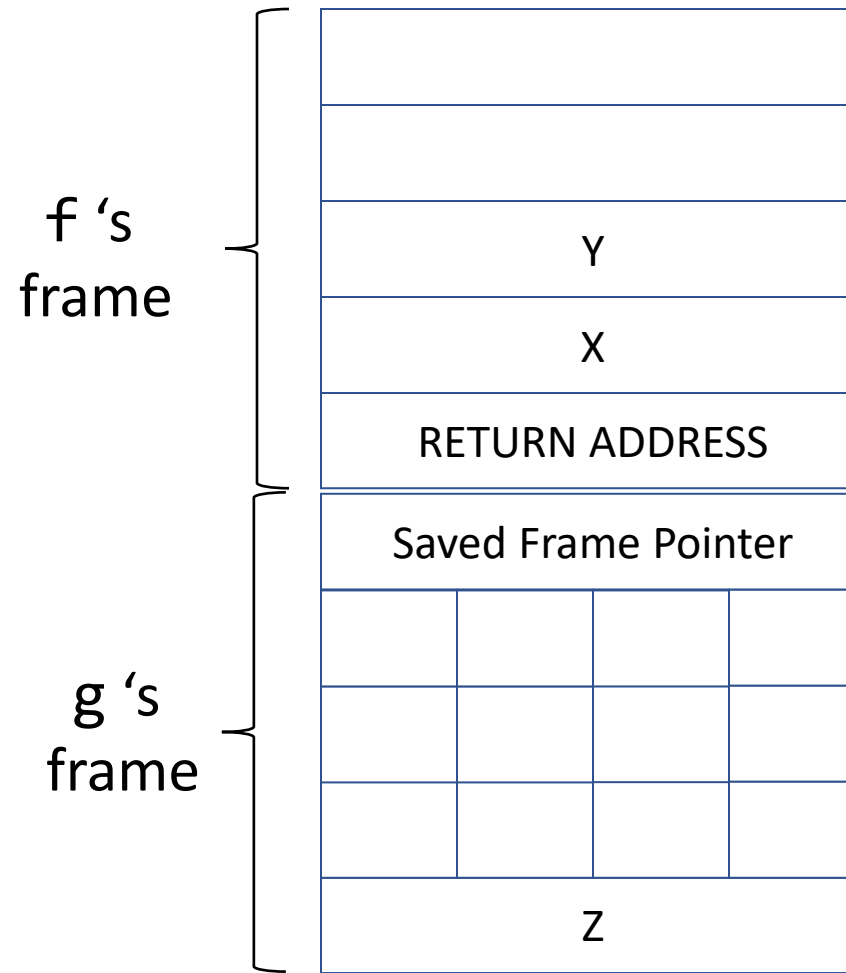 f ‘s
frame
Y
X
RETURN ADDRESS
Saved Frame Pointer
g ‘s
frame
Z